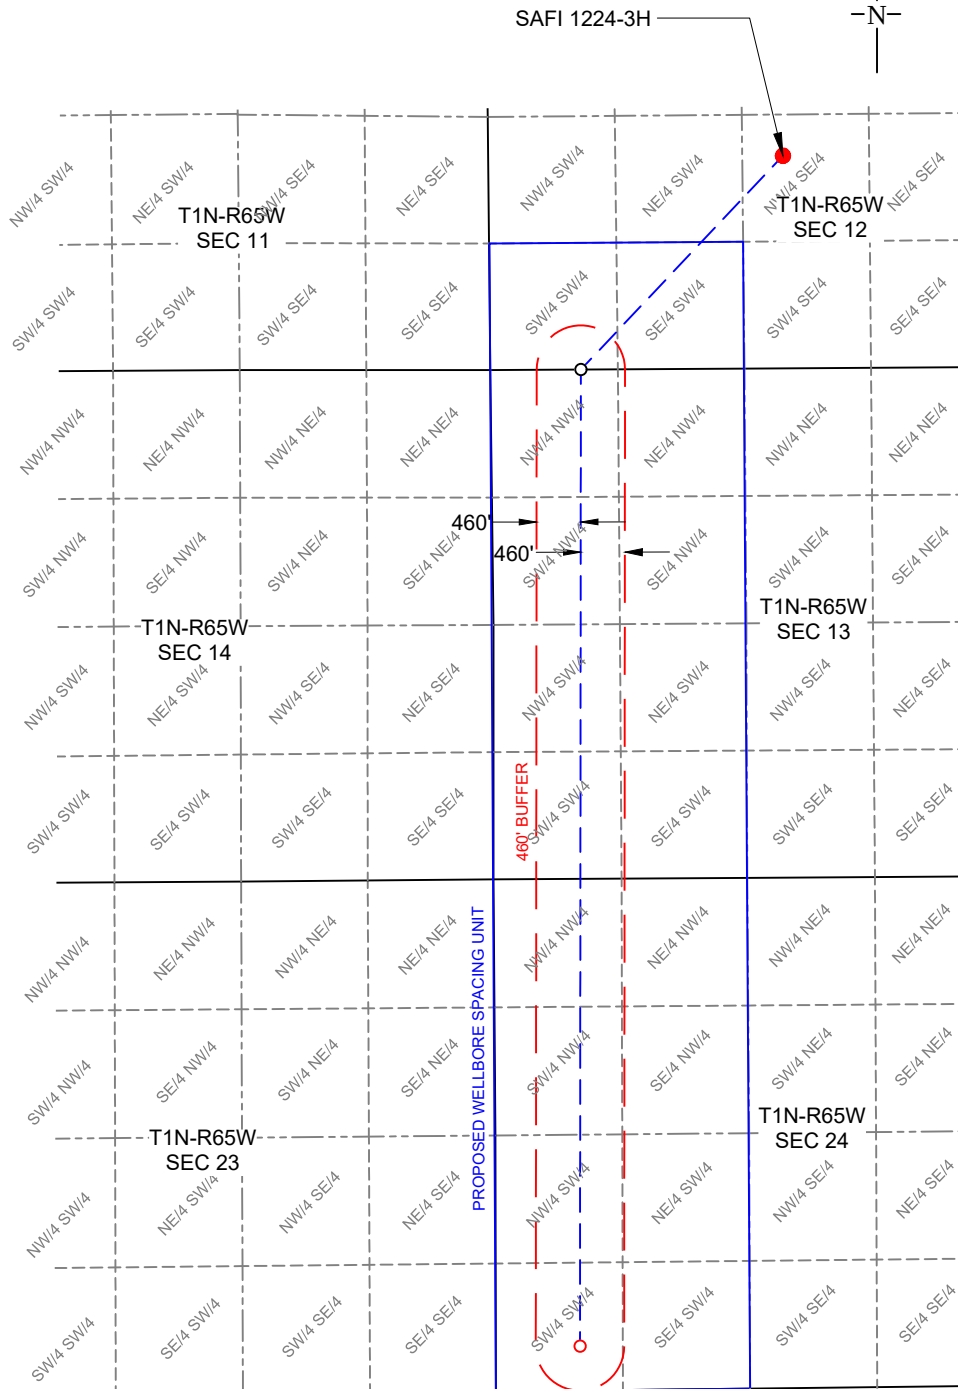 SAFI 1224-3H
-N-
NW/4 SW/4
NE/4 SW/4
NW/4 SE/4
NE/4 SE/4
NW/4 SW/4
NE/4 SW/4
NW/4 SE/4
NE/4 SE/4
T1N-R65W
SEC 11
T1N-R65W
SEC 12
SW/4 SW/4
SE/4 SW/4
SW/4 SE/4
SE/4 SE/4
SW/4 SW/4
SE/4 SW/4
SW/4 SE/4
SE/4 SE/4
NW/4 NW/4
NE/4 NW/4
NW/4 NE/4
NE/4 NE/4
NW/4 NW/4
NE/4 NW/4
NW/4 NE/4
NE/4 NE/4
460'
460'
SW/4 NW/4
SE/4 NW/4
SW/4 NE/4
SE/4 NE/4
SW/4 NW/4
SE/4 NW/4
SW/4 NE/4
SE/4 NE/4
T1N-R65W
SEC 14
T1N-R65W
SEC 13
NW/4 SW/4
NE/4 SW/4
NW/4 SE/4
NE/4 SE/4
NW/4 SW/4
NE/4 SW/4
NW/4 SE/4
NE/4 SE/4
460' BUFFER
SW/4 SW/4
SE/4 SW/4
SW/4 SE/4
SE/4 SE/4
SW/4 SW/4
SE/4 SW/4
SW/4 SE/4
SE/4 SE/4
PROPOSED WELLBORE SPACING UNIT
NW/4 NW/4
NE/4 NW/4
NW/4 NE/4
NE/4 NE/4
NW/4 NW/4
NE/4 NW/4
NW/4 NE/4
NE/4 NE/4
SW/4 NW/4
SE/4 NW/4
SW/4 NE/4
SE/4 NE/4
SW/4 NW/4
SE/4 NW/4
SW/4 NE/4
SE/4 NE/4
T1N-R65W
SEC 23
T1N-R65W
SEC 24
NW/4 SW/4
NE/4 SW/4
NW/4 SE/4
NE/4 SE/4
NW/4 SW/4
NE/4 SW/4
NW/4 SE/4
NE/4 SE/4
SW/4 SW/4
SE/4 SW/4
SW/4 SE/4
SE/4 SE/4
SW/4 SW/4
SE/4 SW/4
SW/4 SE/4
SE/4 SE/4